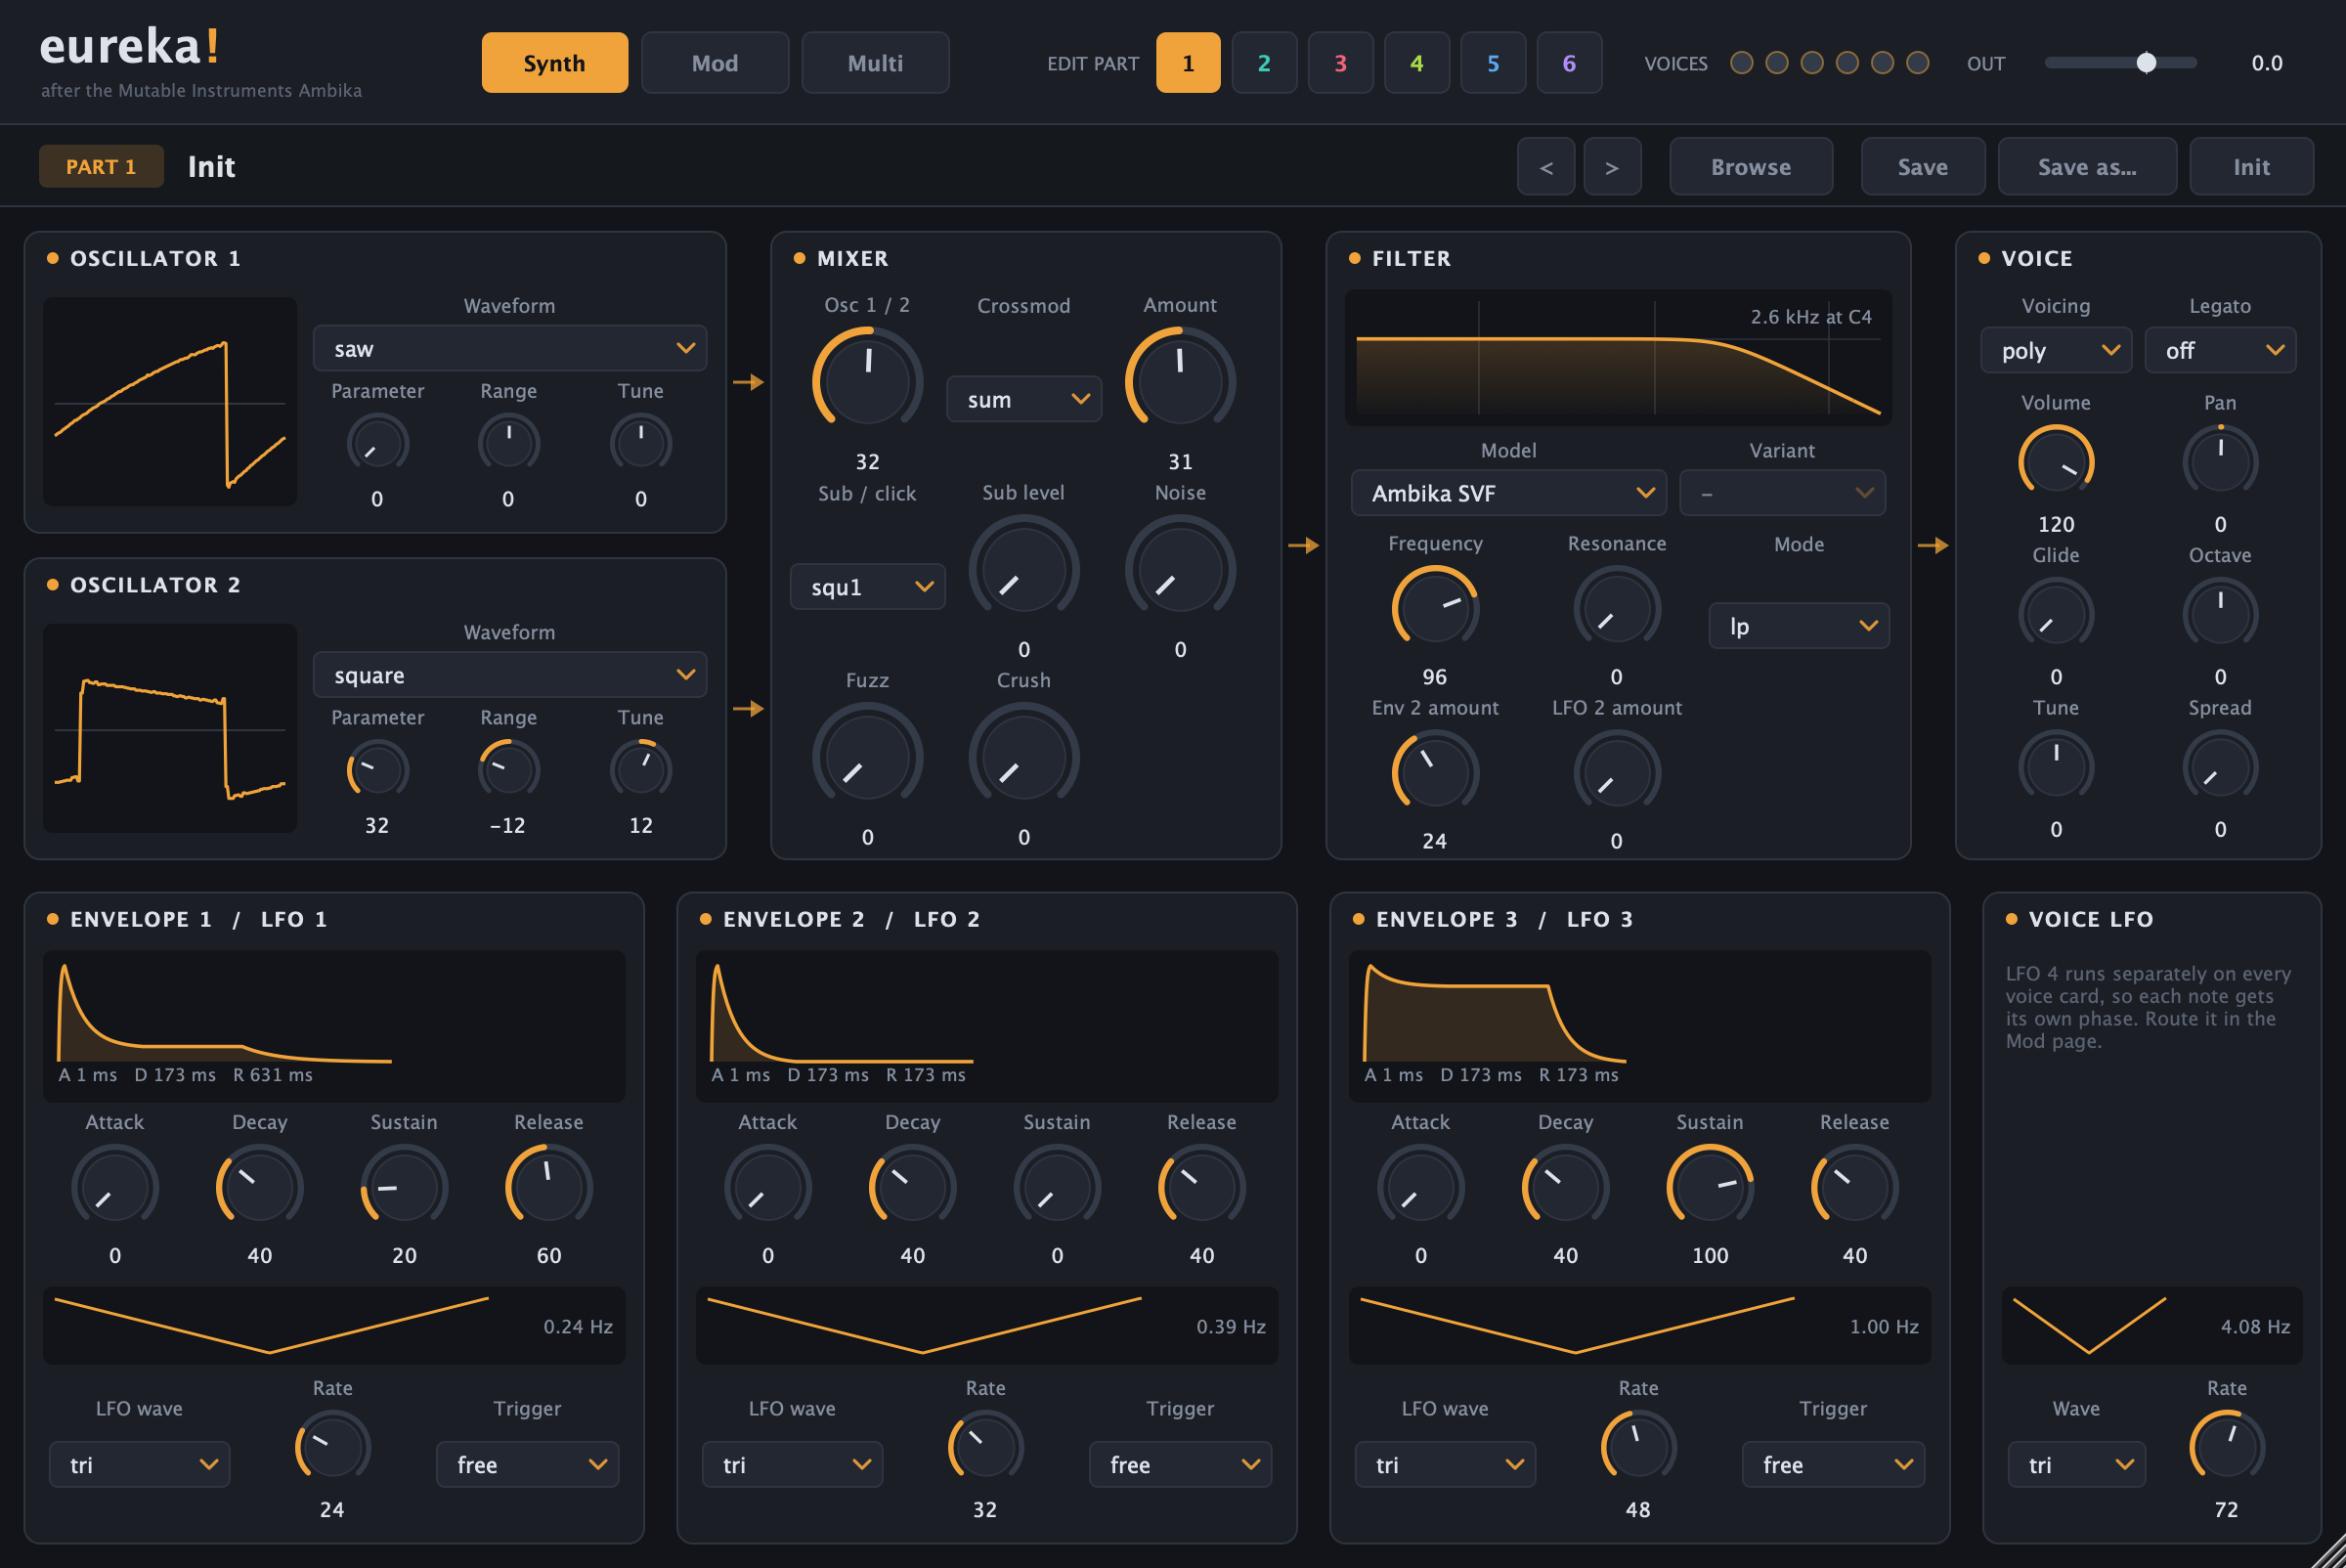 eureka!
after the Mutable Instruments Ambika
Synth Mod Multi
EDIT PART 1 2 3 4 5 6
VOICES
OUT 0.0
PART 1 Init
< > Browse Save Save as... Init
OSCILLATOR 1
Waveform
saw
Parameter Range Tune
0 0 0
OSCILLATOR 2
Waveform
square
Parameter Range Tune
32 −12 12
MIXER
Osc 1 / 2 Crossmod Amount
sum
32 31
Sub / click Sub level Noise
squ1
0 0
Fuzz Crush
0 0
FILTER
2.6 kHz at C4
Model Variant
Ambika SVF –
Frequency Resonance Mode
lp
96 0
Env 2 amount LFO 2 amount
24 0
VOICE
Voicing Legato
poly off
Volume Pan
120 0
Glide Octave
0 0
Tune Spread
0 0
ENVELOPE 1 / LFO 1
A 1 ms D 173 ms R 631 ms
Attack Decay Sustain Release
0 40 20 60
0.24 Hz
LFO wave Rate Trigger
tri free
24
ENVELOPE 2 / LFO 2
A 1 ms D 173 ms R 173 ms
Attack Decay Sustain Release
0 40 0 40
0.39 Hz
LFO wave Rate Trigger
tri free
32
ENVELOPE 3 / LFO 3
A 1 ms D 173 ms R 173 ms
Attack Decay Sustain Release
0 40 100 40
1.00 Hz
LFO wave Rate Trigger
tri free
48
VOICE LFO
LFO 4 runs separately on every
voice card, so each note gets
its own phase. Route it in the
Mod page.
4.08 Hz
Wave Rate
tri
72